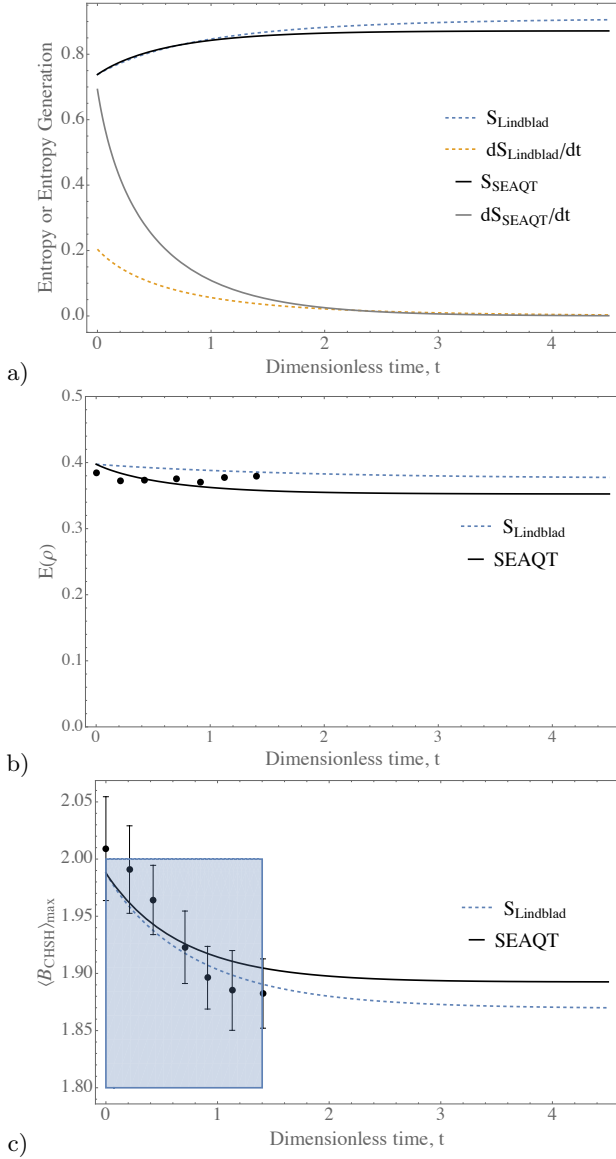 0.8
0.6
0.4
0.2
0.0
Entropy or Entropy Generation
S_Lindblad
dS_Lindblad/dt
S_SEAQT
dS_SEAQT/dt
0 1 2 3 4
Dimensionless time, t
a)
0.5
0.4
0.3
0.2
0.1
0.0
E(ρ)
S_Lindblad
SEAQT
0 1 2 3 4
Dimensionless time, t
b)
2.05
2.00
1.95
1.90
1.85
1.80
⟨B_CHSH⟩_max
S_Lindblad
SEAQT
0 1 2 3 4
Dimensionless time, t
c)